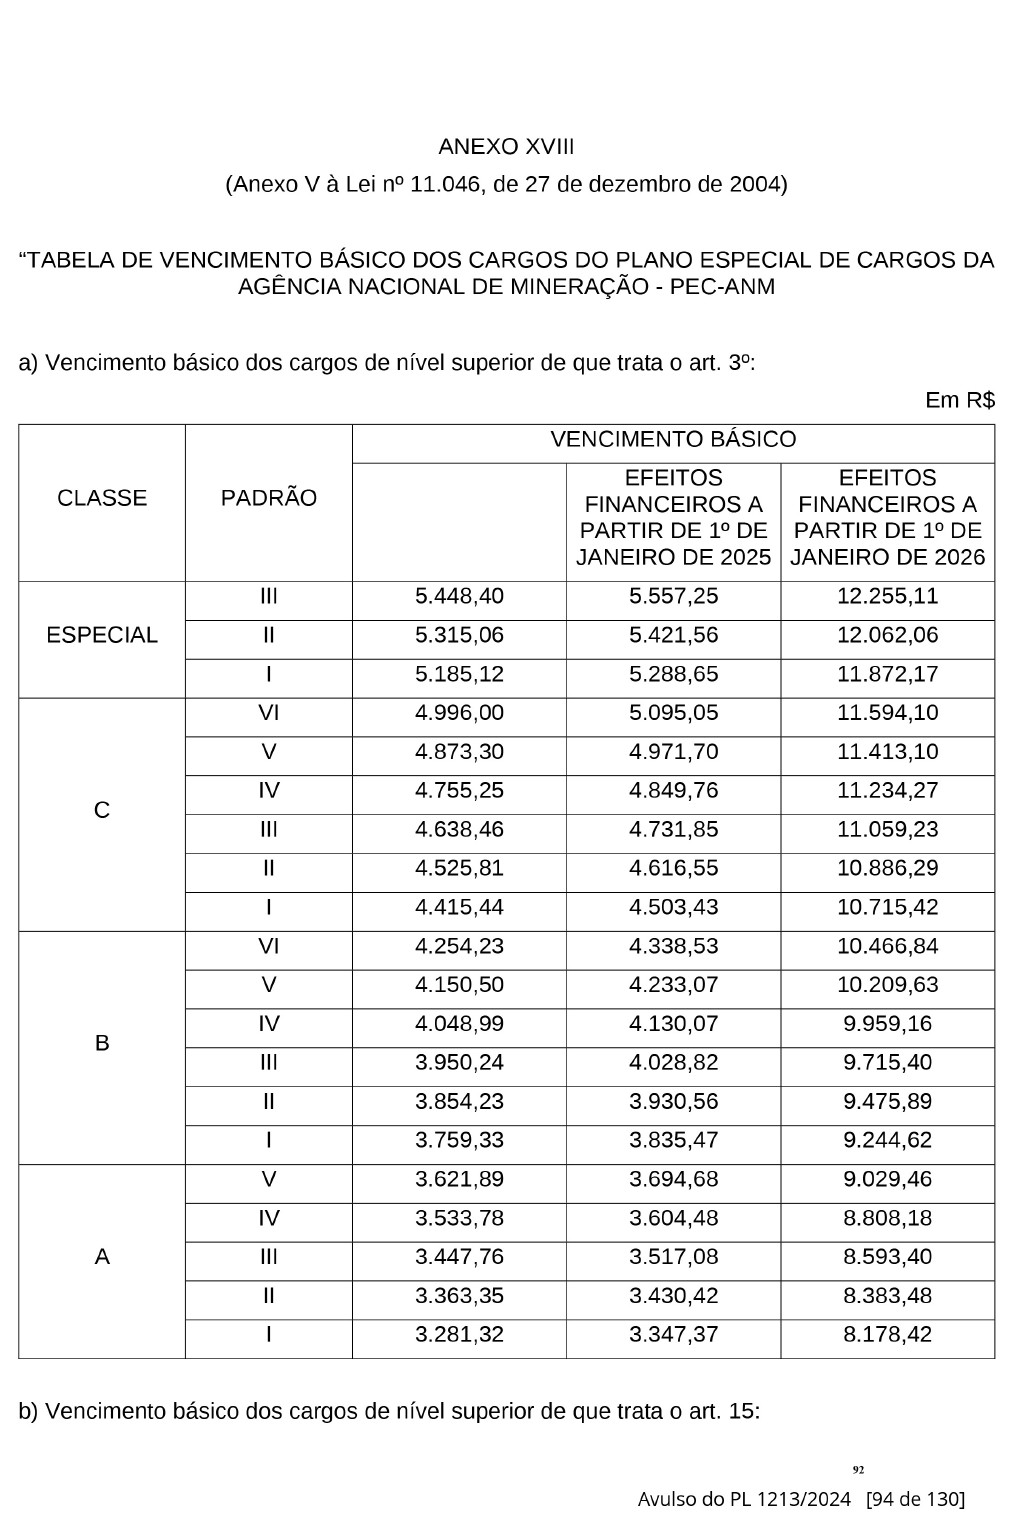 ANEXO XVIII
(Anexo V à Lei nº 11.046, de 27 de dezembro de 2004)
“TABELA DE VENCIMENTO BÁSICO DOS CARGOS DO PLANO ESPECIAL DE CARGOS DA
AGÊNCIA NACIONAL DE MINERAÇÃO - PEC-ANM
a) Vencimento básico dos cargos de nível superior de que trata o art. 3º:
Em R$
CLASSE PADRÃO VENCIMENTO BÁSICO
EFEITOS FINANCEIROS A PARTIR DE 1º DE JANEIRO DE 2025
EFEITOS FINANCEIROS A PARTIR DE 1º DE JANEIRO DE 2026
ESPECIAL III 5.448,40 5.557,25 12.255,11
II 5.315,06 5.421,56 12.062,06
I 5.185,12 5.288,65 11.872,17
C VI 4.996,00 5.095,05 11.594,10
V 4.873,30 4.971,70 11.413,10
IV 4.755,25 4.849,76 11.234,27
III 4.638,46 4.731,85 11.059,23
II 4.525,81 4.616,55 10.886,29
I 4.415,44 4.503,43 10.715,42
B VI 4.254,23 4.338,53 10.466,84
V 4.150,50 4.233,07 10.209,63
IV 4.048,99 4.130,07 9.959,16
III 3.950,24 4.028,82 9.715,40
II 3.854,23 3.930,56 9.475,89
I 3.759,33 3.835,47 9.244,62
A V 3.621,89 3.694,68 9.029,46
IV 3.533,78 3.604,48 8.808,18
III 3.447,76 3.517,08 8.593,40
II 3.363,35 3.430,42 8.383,48
I 3.281,32 3.347,37 8.178,42
b) Vencimento básico dos cargos de nível superior de que trata o art. 15:
92
Avulso do PL 1213/2024 [94 de 130]